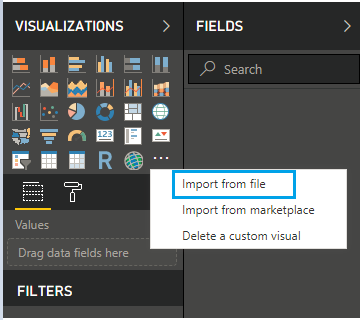 VISUALIZATIONS
FIELDS
Search
123
R
...
Import from file
Import from marketplace
Delete a custom visual
Values
Drag data fields here
FILTERS